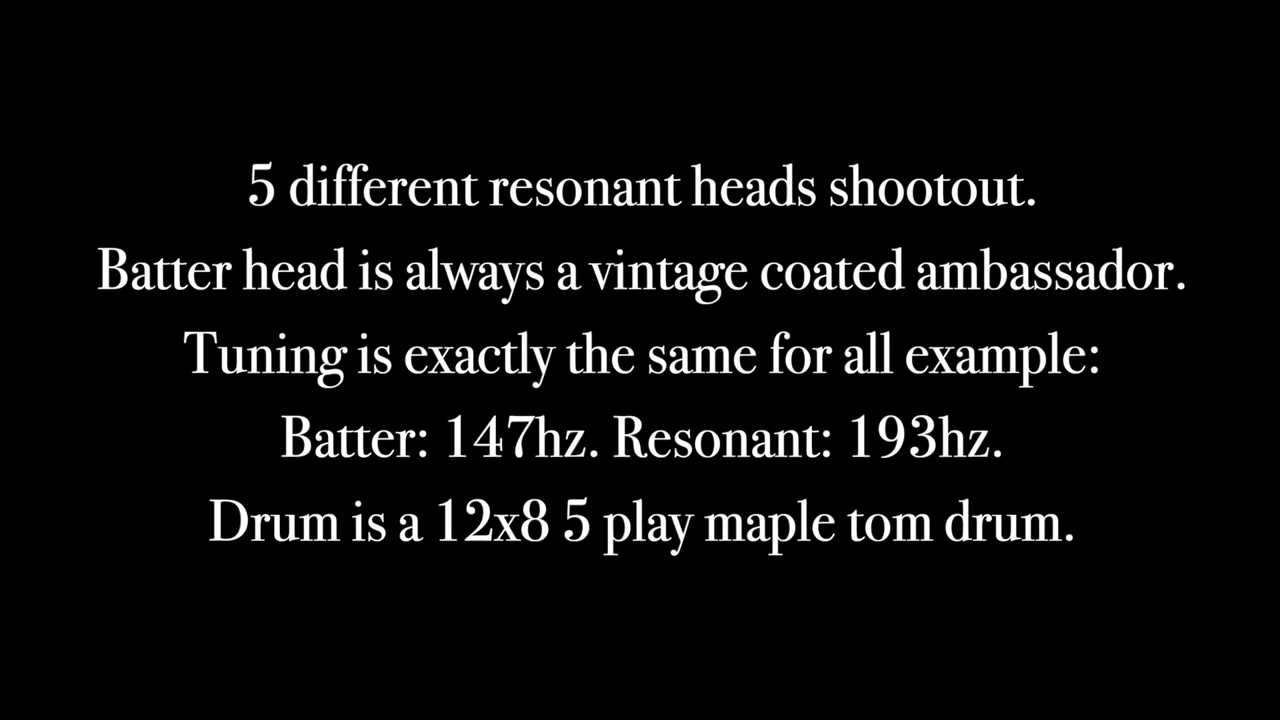 5 different resonant heads shootout.
Batter head is always a vintage coated ambassador.
Tuning is exactly the same for all example:
Batter: 147hz. Resonant: 193hz.
Drum is a 12x8 5 play maple tom drum.